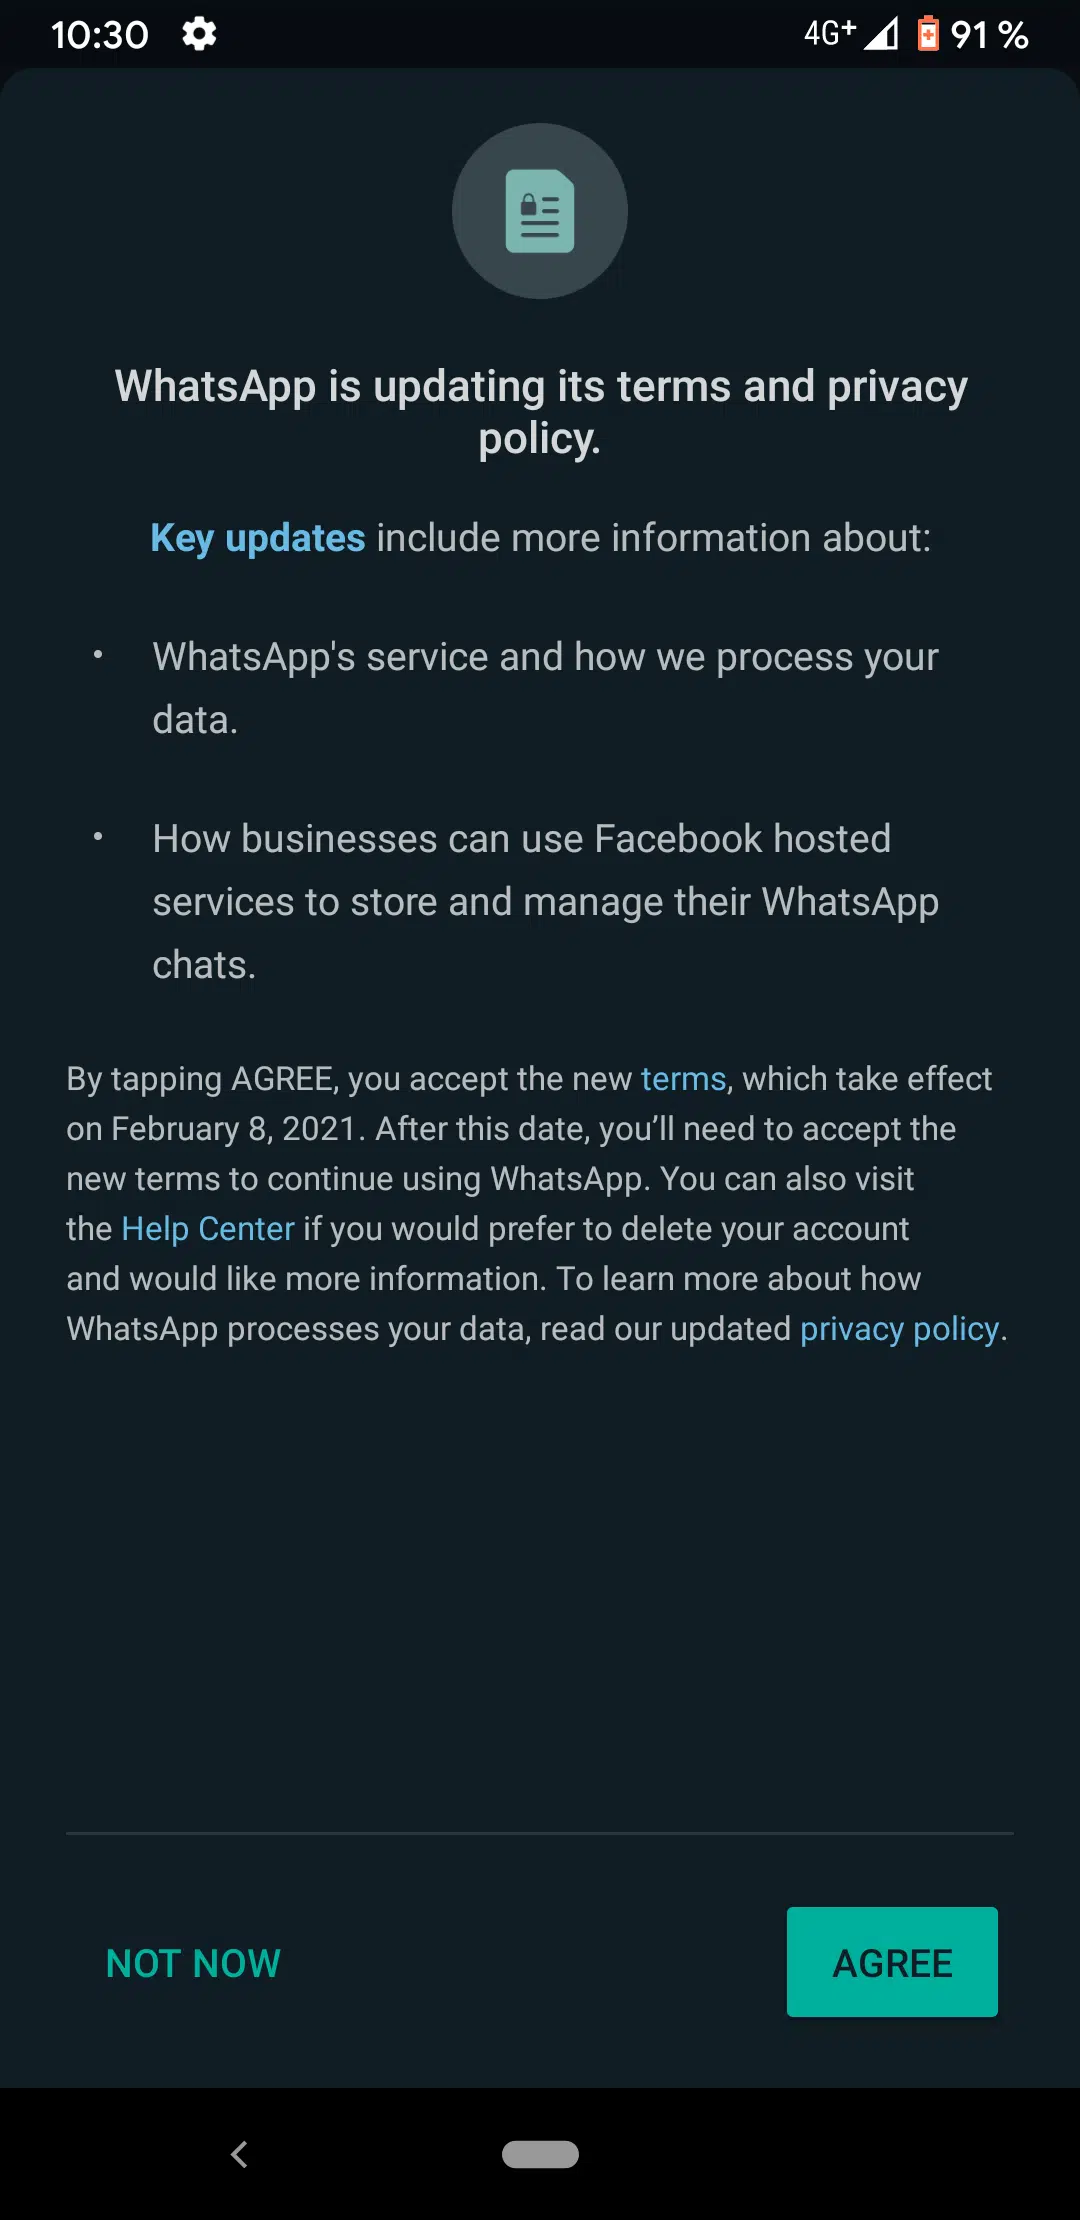 10:30 4G+ 91 %
WhatsApp is updating its terms and privacy
policy.
Key updates include more information about:
• WhatsApp's service and how we process your
data.
• How businesses can use Facebook hosted
services to store and manage their WhatsApp
chats.
By tapping AGREE, you accept the new terms, which take effect
on February 8, 2021. After this date, you’ll need to accept the
new terms to continue using WhatsApp. You can also visit
the Help Center if you would prefer to delete your account
and would like more information. To learn more about how
WhatsApp processes your data, read our updated privacy policy.
NOT NOW AGREE